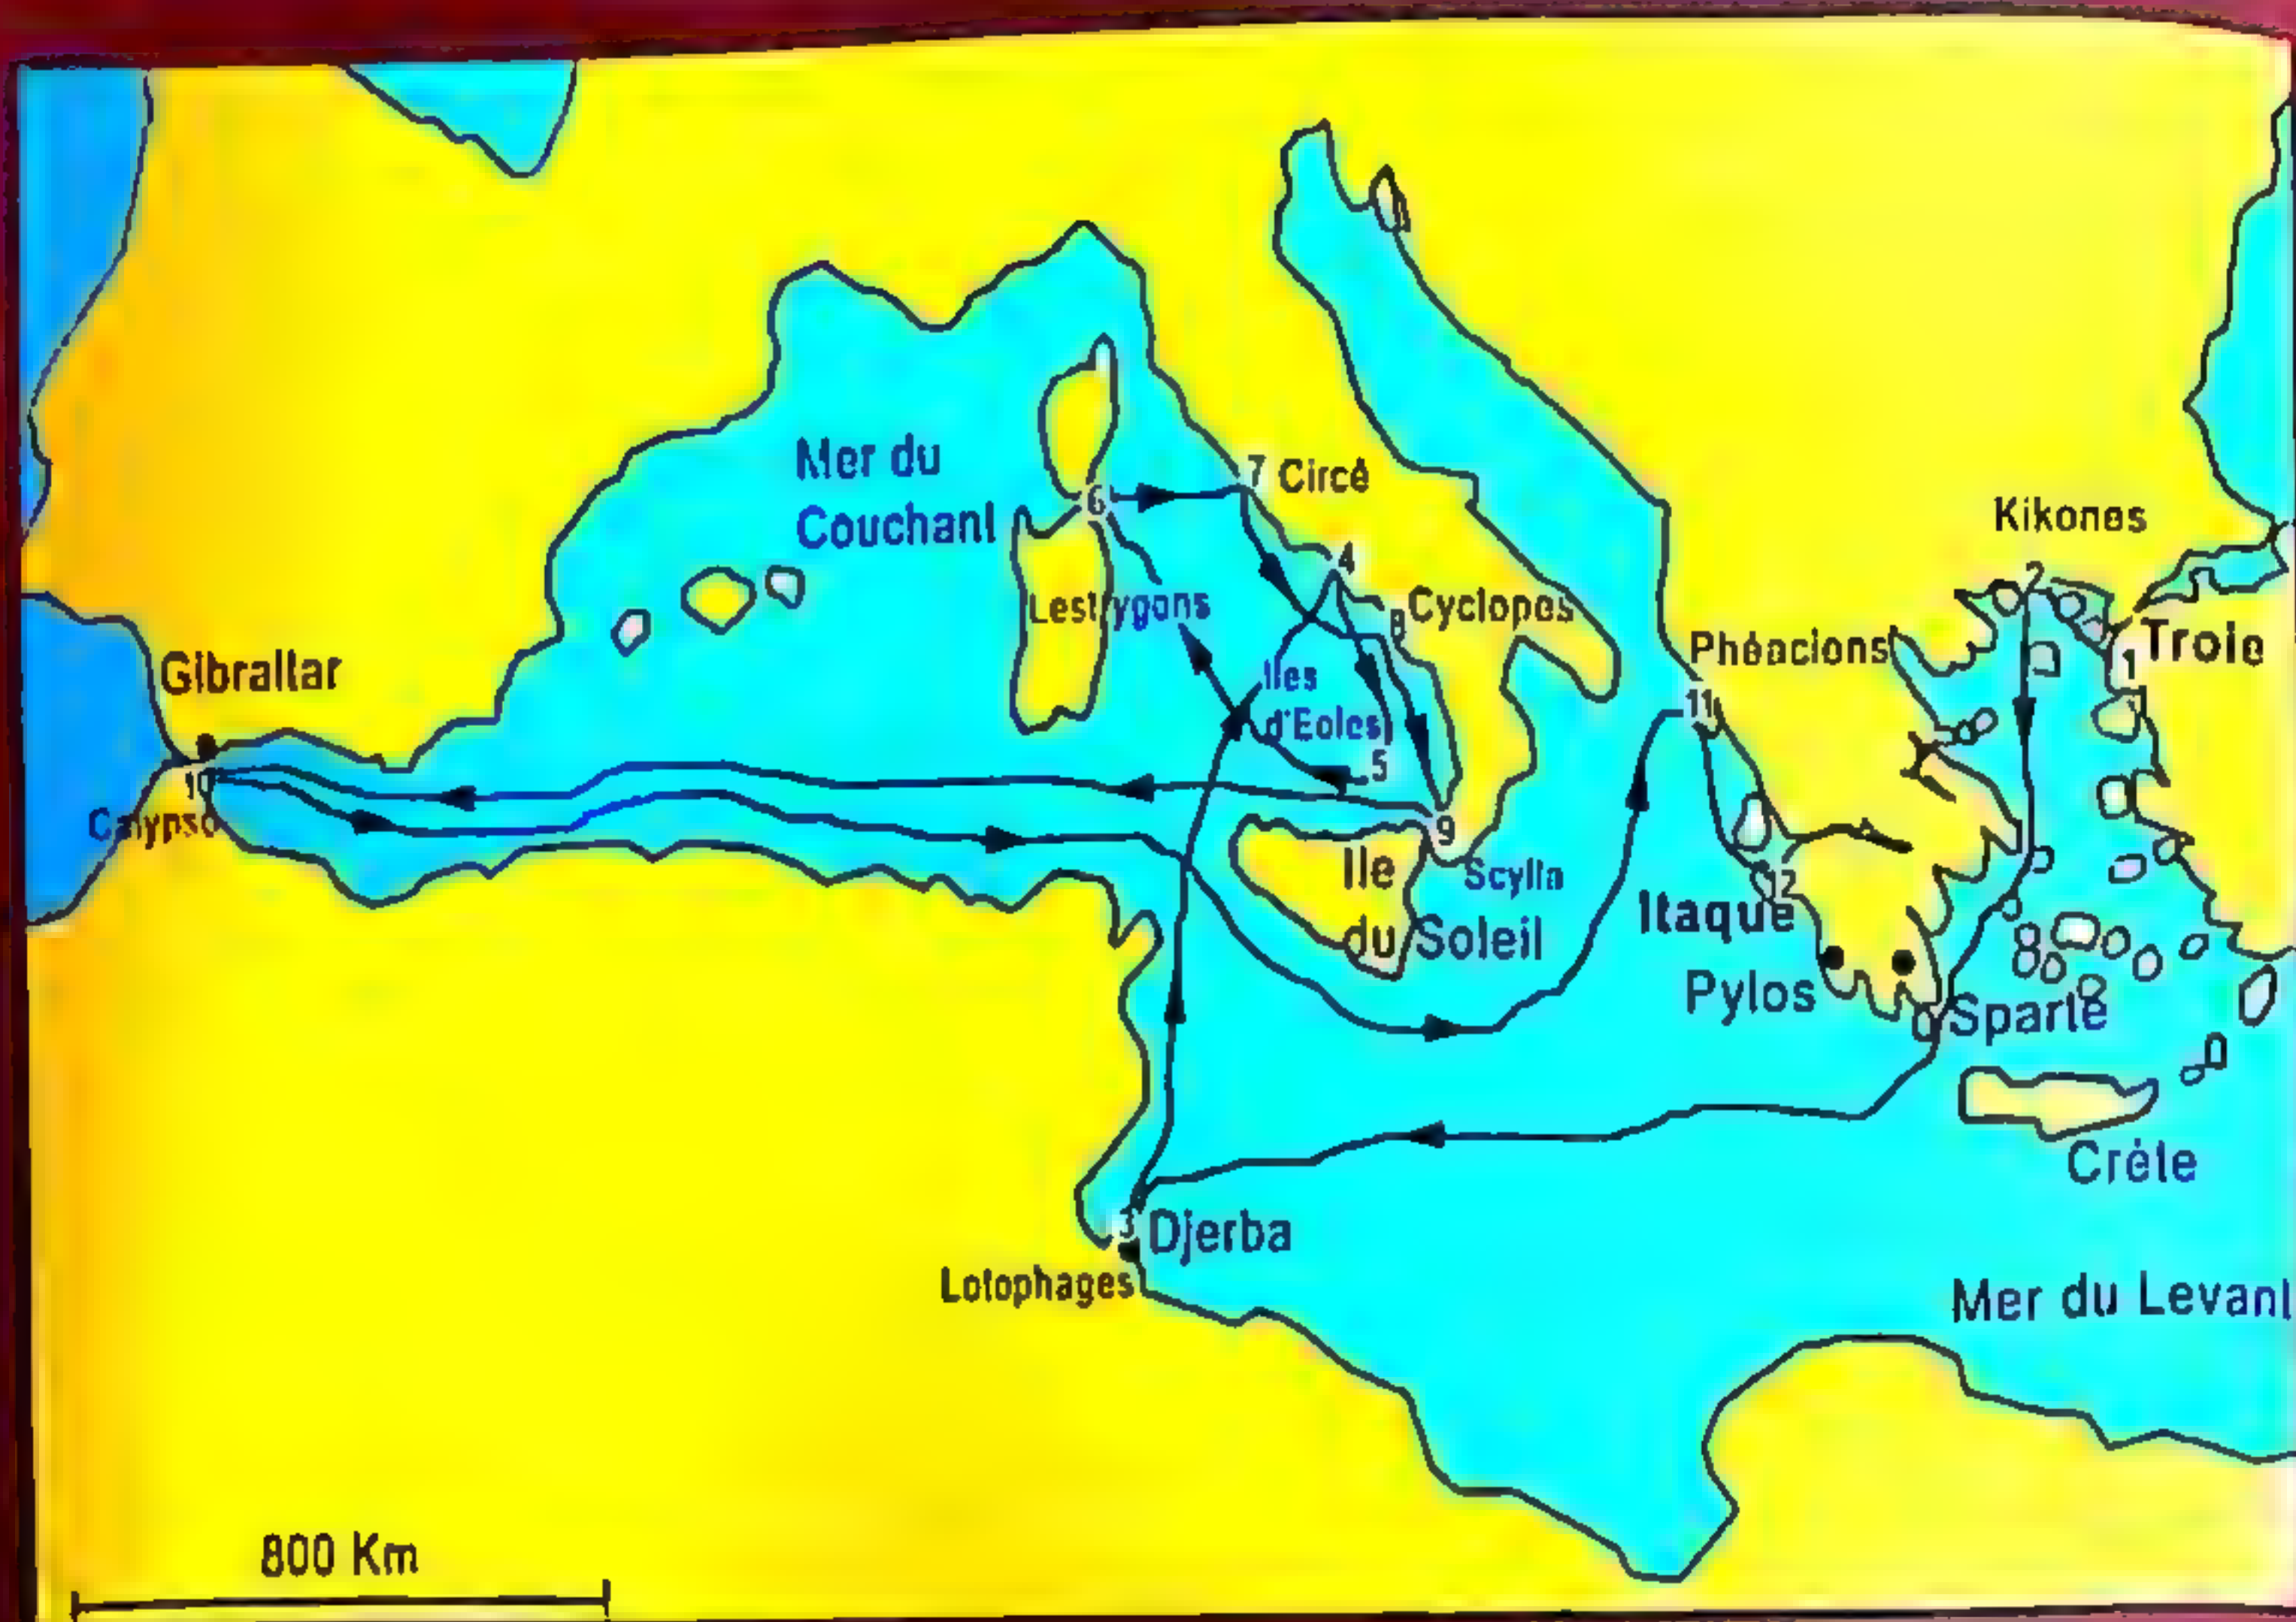 Mer du
Couchant
7 Circé
6
4
Kikones
2
Lestrygons
8 Cyclopes
Phéacions
Troie
1
Gibraltar
Iles
d'Eoles
5
11
10
Calypso
9
Ile
du Soleil
Scylla
12
Itaque
Pylos
Sparte
Crète
3 Djerba
Lotophages
Mer du Levant
800 Km